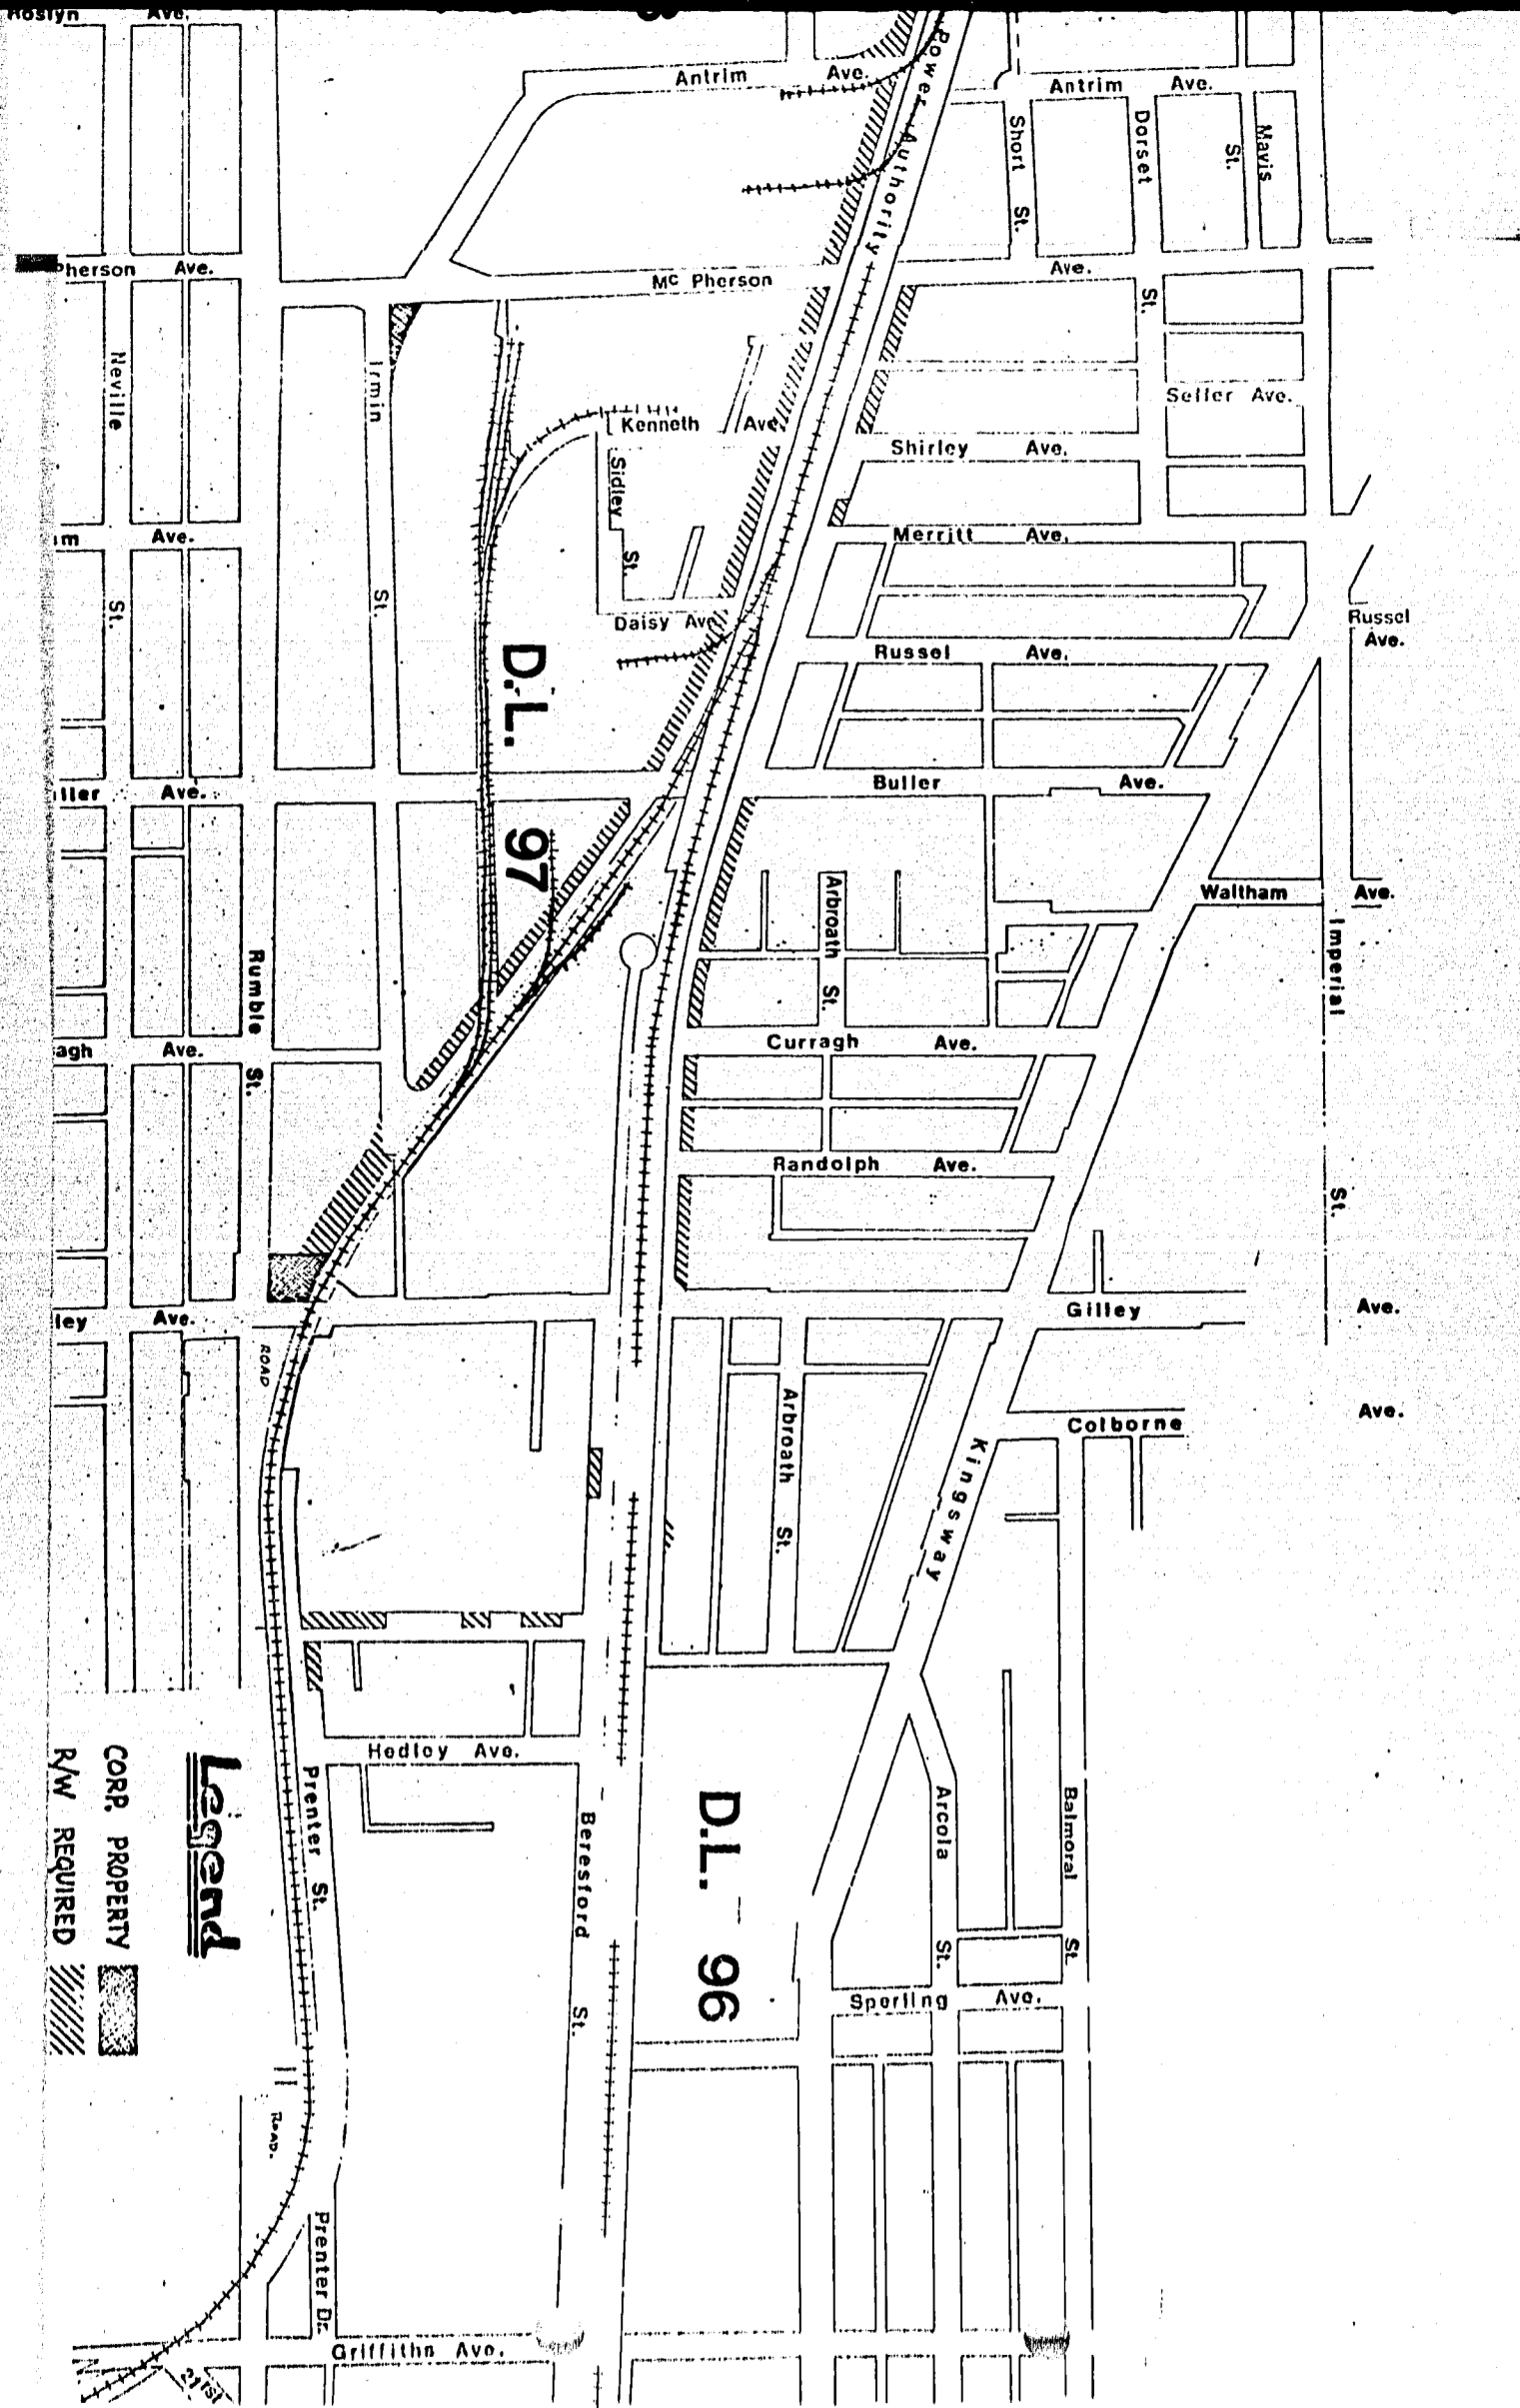 Roslyn Ave.
Antrim Ave.
Power Authority
Antrim Ave.
Short St.
Dorset St.
Mavis St.
Pherson Ave.
Mc Pherson Ave.
Neville St.
Irmin St.
Seller Ave.
Kenneth Ave.
Sidley St.
Shirley Ave.
im Ave.
Merritt Ave.
Daisy Ave.
Russel Ave.
Russel Ave.
D.L. 97
ller Ave.
Buller Ave.
Waltham Ave.
Arbroath St.
Imperial St.
Rumble St.
agh Ave.
Curragh Ave.
Randolph Ave.
ley Ave.
Gilley Ave.
ROAD
Arbroath St.
Colborne Ave.
Kingsway
Hedley Ave.
Prenter St.
Beresford St.
D.L. 96
Arcola St.
Balmoral St.
Sperling Ave.
Legend
CORP. PROPERTY
R/W REQUIRED
ROAD.
Prenter Dr.
Griffiths Ave.
21rst